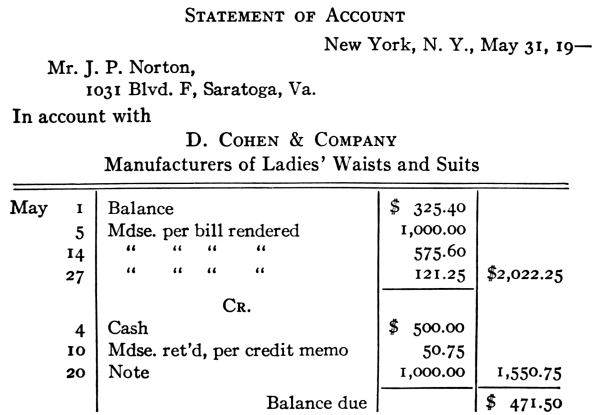 STATEMENT OF ACCOUNT
New York, N. Y., May 31, 19—
Mr. J. P. Norton,
1031 Blvd. F, Saratoga, Va.
In account with
D. COHEN & COMPANY
Manufacturers of Ladies' Waists and Suits
May 1 Balance $ 325.40
5 Mdse. per bill rendered 1,000.00
14 " " " " 575.60
27 " " " " 121.25 $2,022.25
CR.
4 Cash $ 500.00
10 Mdse. ret'd, per credit memo 50.75
20 Note 1,000.00 1,550.75
Balance due $ 471.50